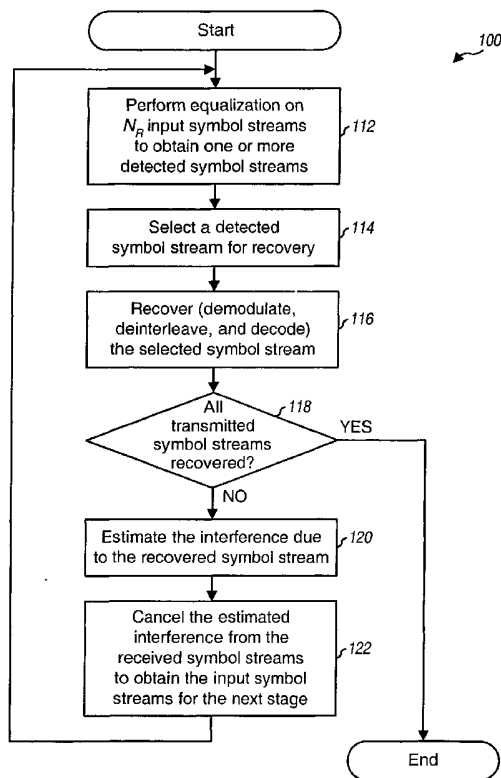 Start
100
Perform equalization on
N_R input symbol streams
to obtain one or more
detected symbol streams
112
Select a detected
symbol stream for recovery
114
Recover (demodulate,
deinterleave, and decode)
the selected symbol stream
116
All
transmitted
symbol streams
recovered?
118
YES
NO
Estimate the interference due
to the recovered symbol stream
120
Cancel the estimated
interference from the
received symbol streams
to obtain the input symbol
streams for the next stage
122
End